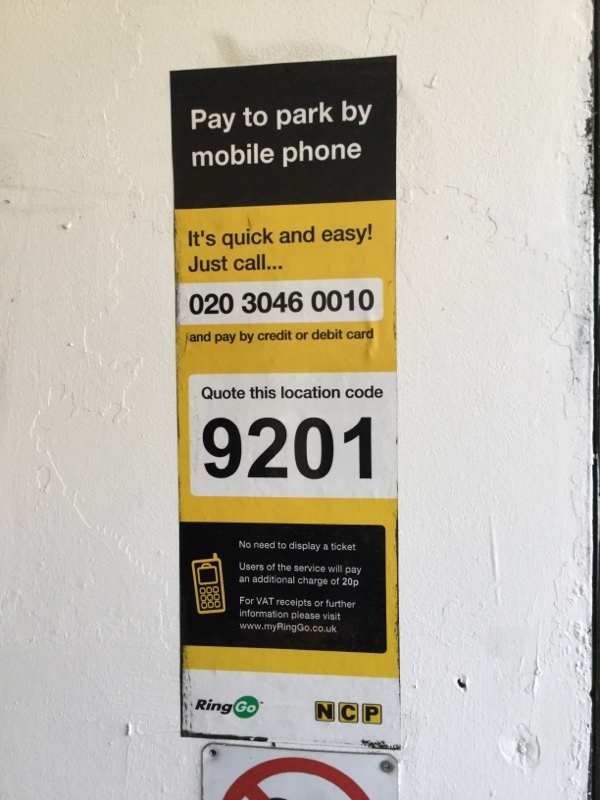 Pay to park by
mobile phone
It's quick and easy!
Just call...
020 3046 0010
and pay by credit or debit card
Quote this location code
9201
No need to display a ticket
Users of the service will pay
an additional charge of 20p
For VAT receipts or further
information please visit
www.myRingGo.co.uk
RingGo NCP